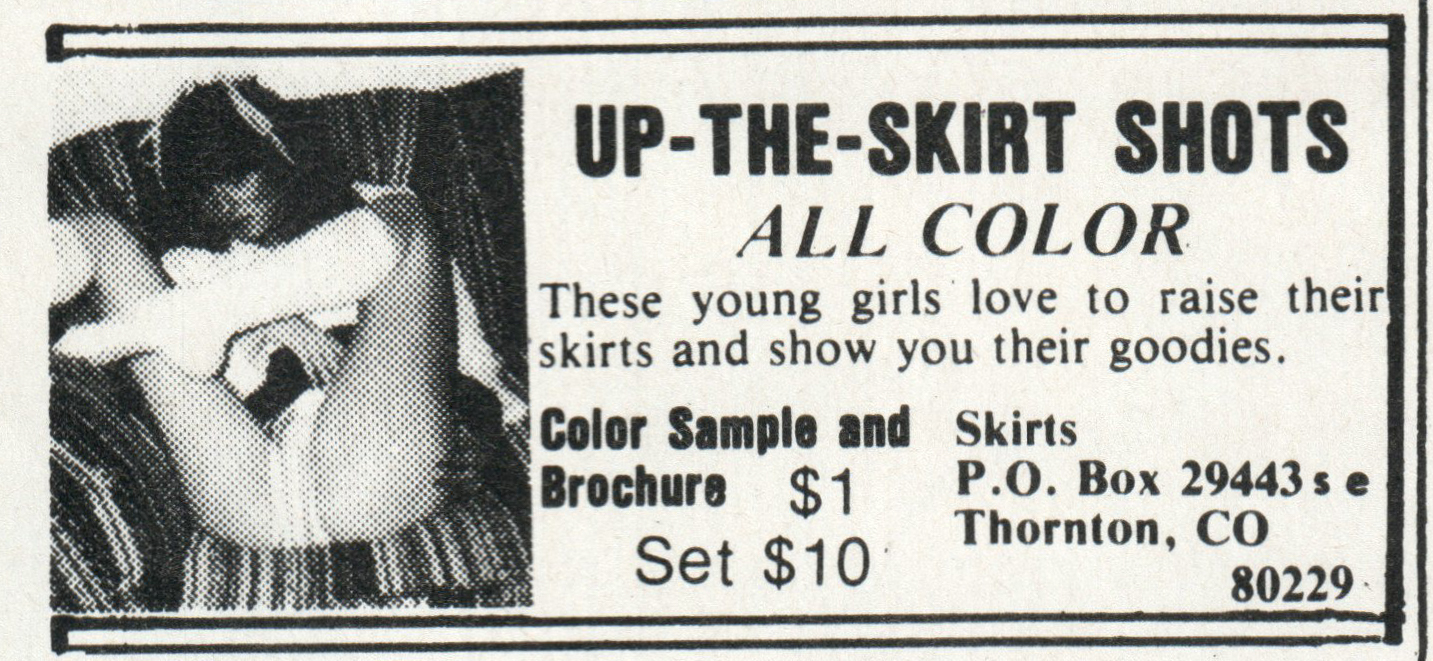 UP-THE-SKIRT SHOTS
ALL COLOR
These young girls love to raise their
skirts and show you their goodies.
Color Sample and
Brochure $1
Set $10
Skirts
P.O. Box 29443 s e
Thornton, CO
80229